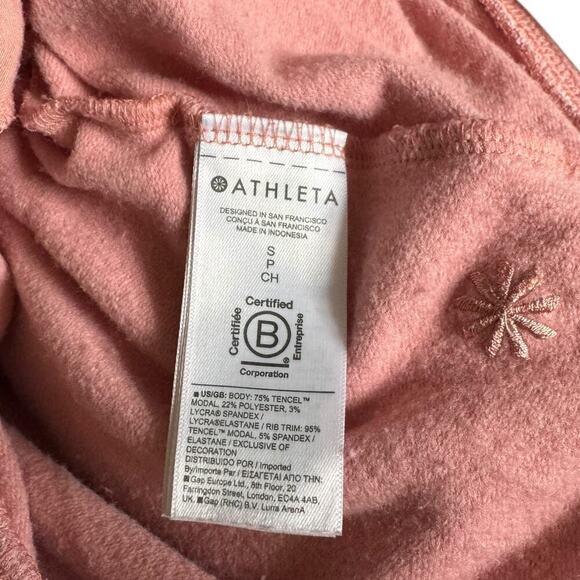 ATHLETA
DESIGNED IN SAN FRANCISCO
CONÇU À SAN FRANCISCO
MADE IN INDONESIA
S
P
CH
Certified
Certifiée
B
®
Entreprise
Corporation
■ US/GB: BODY: 75% TENCEL™
MODAL, 22% POLYESTER, 3%
LYCRA® SPANDEX /
LYCRA®ELASTANE / RIB TRIM: 95%
TENCEL™ MODAL, 5% SPANDEX /
ELASTANE / EXCLUSIVE OF
DECORATION
DISTRIBUIDO POR / Imported
By/Importe Par / ΕΙΣΑΓΕΤΑΙ ΑΠΟ ΤΗΝ:
■ Gap Europe Ltd., 8th Floor, 20
Farringdon Street, London, EC4A 4AB,
UK. ■ Gap (RHC) B.V. Luna ArenA